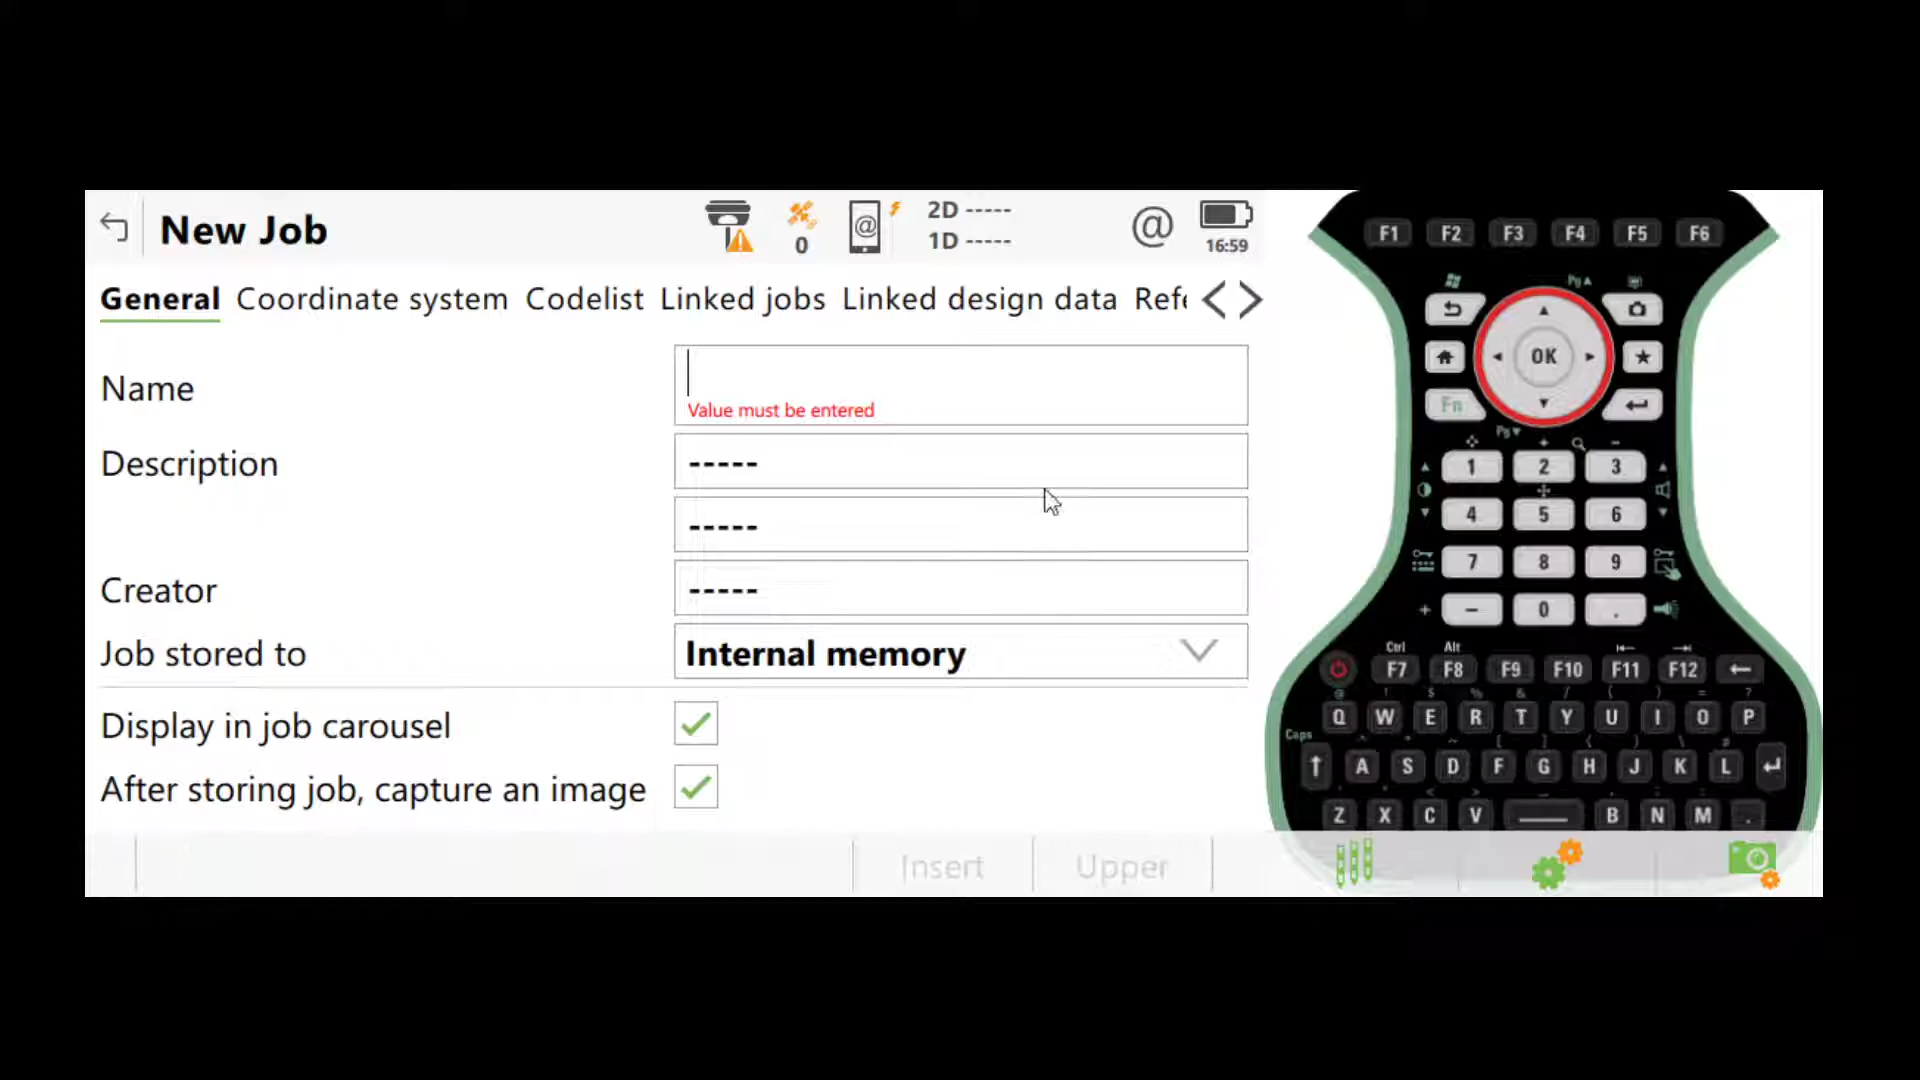 New Job
0
@
2D -----
1D -----
@
16:59
General Coordinate system Codelist Linked jobs Linked design data Refe
Name
Value must be entered
Description
-----
-----
Creator
-----
Job stored to
Internal memory
Display in job carousel
After storing job, capture an image
Insert Upper
F1 F2 F3 F4 F5 F6
Pg
OK
Fn
Pg
+ -
1 2 3
4 5 6
7 8 9
+ - 0 .
Ctrl Alt
F7 F8 F9 F10 F11 F12
@ ! $ % & / ( ) = ?
Q W E R T Y U I O P
Caps
A S D F G H J K L
Z X C V B N M .